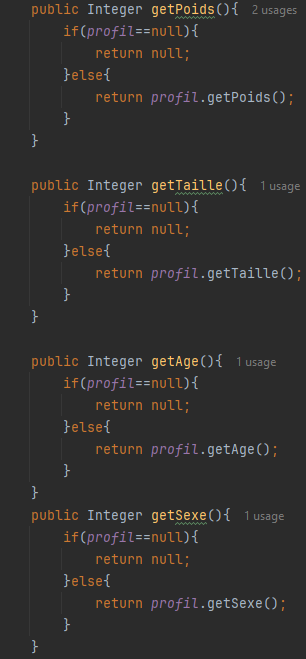 public Integer getPoids(){ 2 usages
if(profil==null){
return null;
}else{
return profil.getPoids();
}
}
public Integer getTaille(){ 1 usage
if(profil==null){
return null;
}else{
return profil.getTaille();
}
}
public Integer getAge(){ 1 usage
if(profil==null){
return null;
}else{
return profil.getAge();
}
}
public Integer getSexe(){ 1 usage
if(profil==null){
return null;
}else{
return profil.getSexe();
}
}